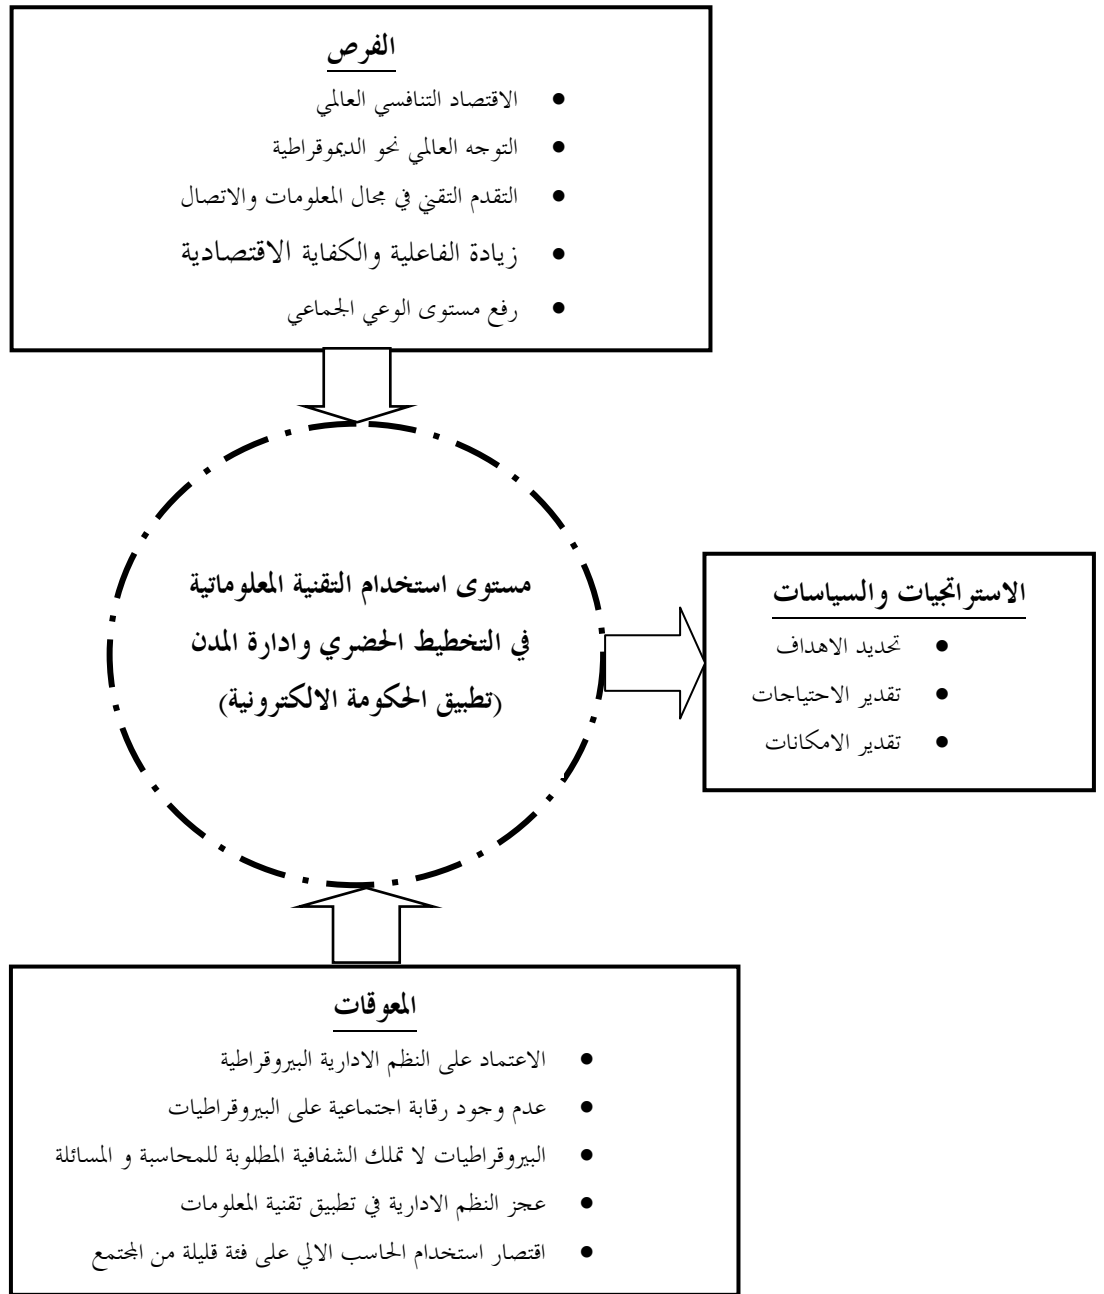 الفرص
• الاقتصاد التنافسي العالمي
• التوجه العالمي نحو الديموقراطية
• التقدم التقني في مجال المعلومات والاتصال
• زيادة الفاعلية والكفاية الاقتصادية
• رفع مستوى الوعي الجماعي
مستوى استخدام التقنية المعلوماتية
في التخطيط الحضري وادارة المدن
(تطبيق الحكومة الالكترونية)
الاستراتجيات والسياسات
• تحديد الاهداف
• تقدير الاحتياجات
• تقدير الامكانات
المعوقات
• الاعتماد على النظم الادارية البيروقراطية
• عدم وجود رقابة اجتماعية على البيروقراطيات
• البيروقراطيات لا تملك الشفافية المطلوبة للمحاسبة و المسائلة
• عجز النظم الادارية في تطبيق تقنية المعلومات
• اقتصار استخدام الحاسب الالي على فئة قليلة من المجتمع